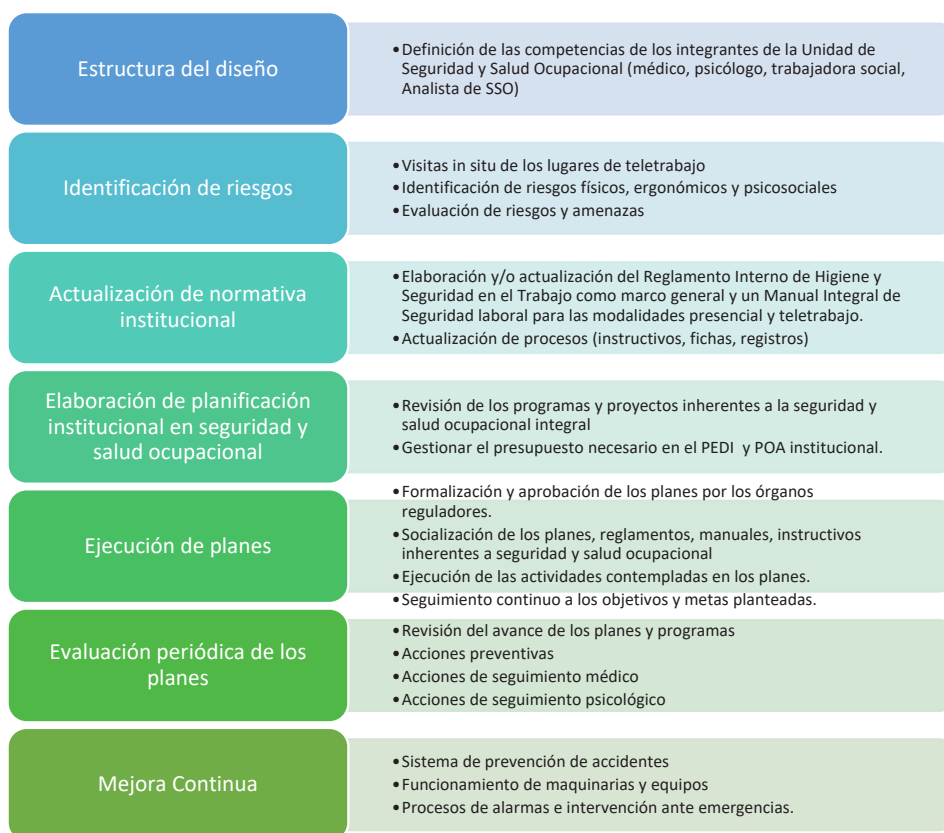 Estructura del diseño
•Definición de las competencias de los integrantes de la Unidad de
Seguridad y Salud Ocupacional (médico, psicólogo, trabajadora social,
Analista de SSO)
Identificación de riesgos
•Visitas in situ de los lugares de teletrabajo
•Identificación de riesgos físicos, ergonómicos y psicosociales
•Evaluación de riesgos y amenazas
Actualización de normativa
institucional
•Elaboración y/o actualización del Reglamento Interno de Higiene y
Seguridad en el Trabajo como marco general y un Manual Integral de
Seguridad laboral para las modalidades presencial y teletrabajo.
•Actualización de procesos (instructivos, fichas, registros)
Elaboración de planificación
institucional en seguridad y
salud ocupacional
•Revisión de los programas y proyectos inherentes a la seguridad y
salud ocupacional integral
•Gestionar el presupuesto necesario en el PEDI y POA institucional.
Ejecución de planes
•Formalización y aprobación de los planes por los órganos
reguladores.
•Socialización de los planes, reglamentos, manuales, instructivos
inherentes a seguridad y salud ocupacional
•Ejecución de las actividades contempladas en los planes.
•Seguimiento continuo a los objetivos y metas planteadas.
Evaluación periódica de los
planes
•Revisión del avance de los planes y programas
•Acciones preventivas
•Acciones de seguimiento médico
•Acciones de seguimiento psicológico
Mejora Continua
•Sistema de prevención de accidentes
•Funcionamiento de maquinarias y equipos
•Procesos de alarmas e intervención ante emergencias.